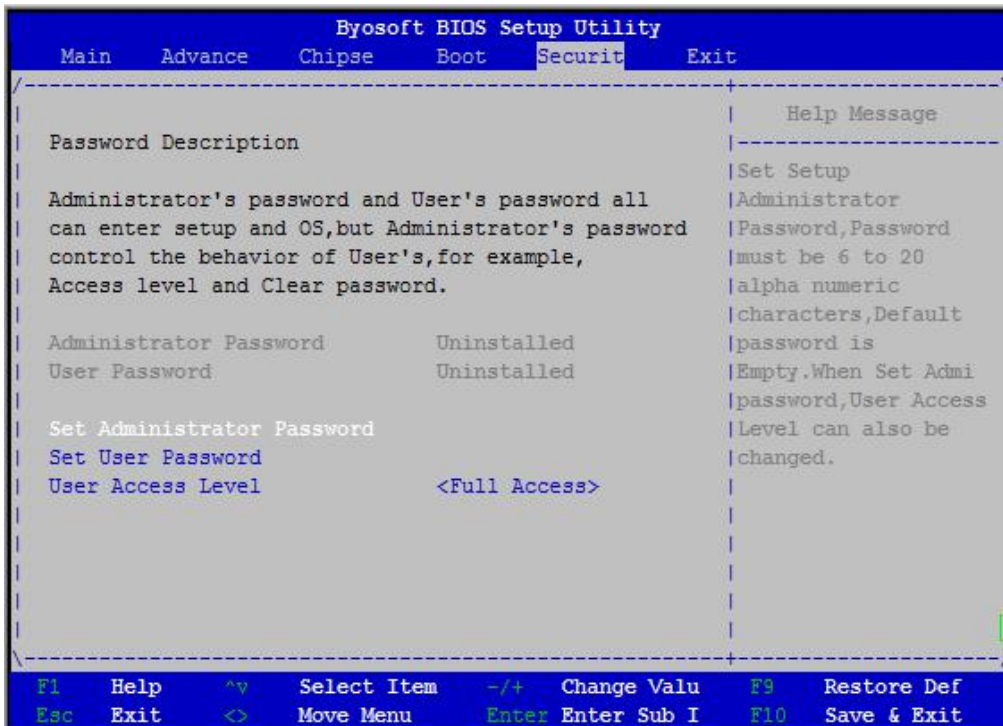 Byosoft BIOS Setup Utility
Main Advance Chipse Boot Securit Exit
Help Message
Password Description
Set Setup
Administrator's password and User's password all
Administrator
can enter setup and OS,but Administrator's password
Password,Password
control the behavior of User's,for example,
must be 6 to 20
Access level and Clear password.
alpha numeric
characters,Default
Administrator Password Uninstalled
password is
User Password Uninstalled
Empty.When Set Admi
password,User Access
Set Administrator Password
Level can also be
Set User Password
changed.
User Access Level <Full Access>
F1 Help ^v Select Item -/+ Change Valu F9 Restore Def
Esc Exit <> Move Menu Enter Enter Sub I F10 Save & Exit